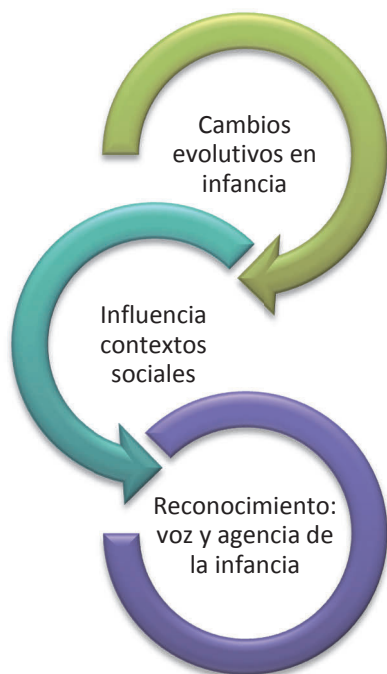 Cambios
evolutivos en
infancia
Influencia
contextos
sociales
Reconocimiento:
voz y agencia de
la infancia